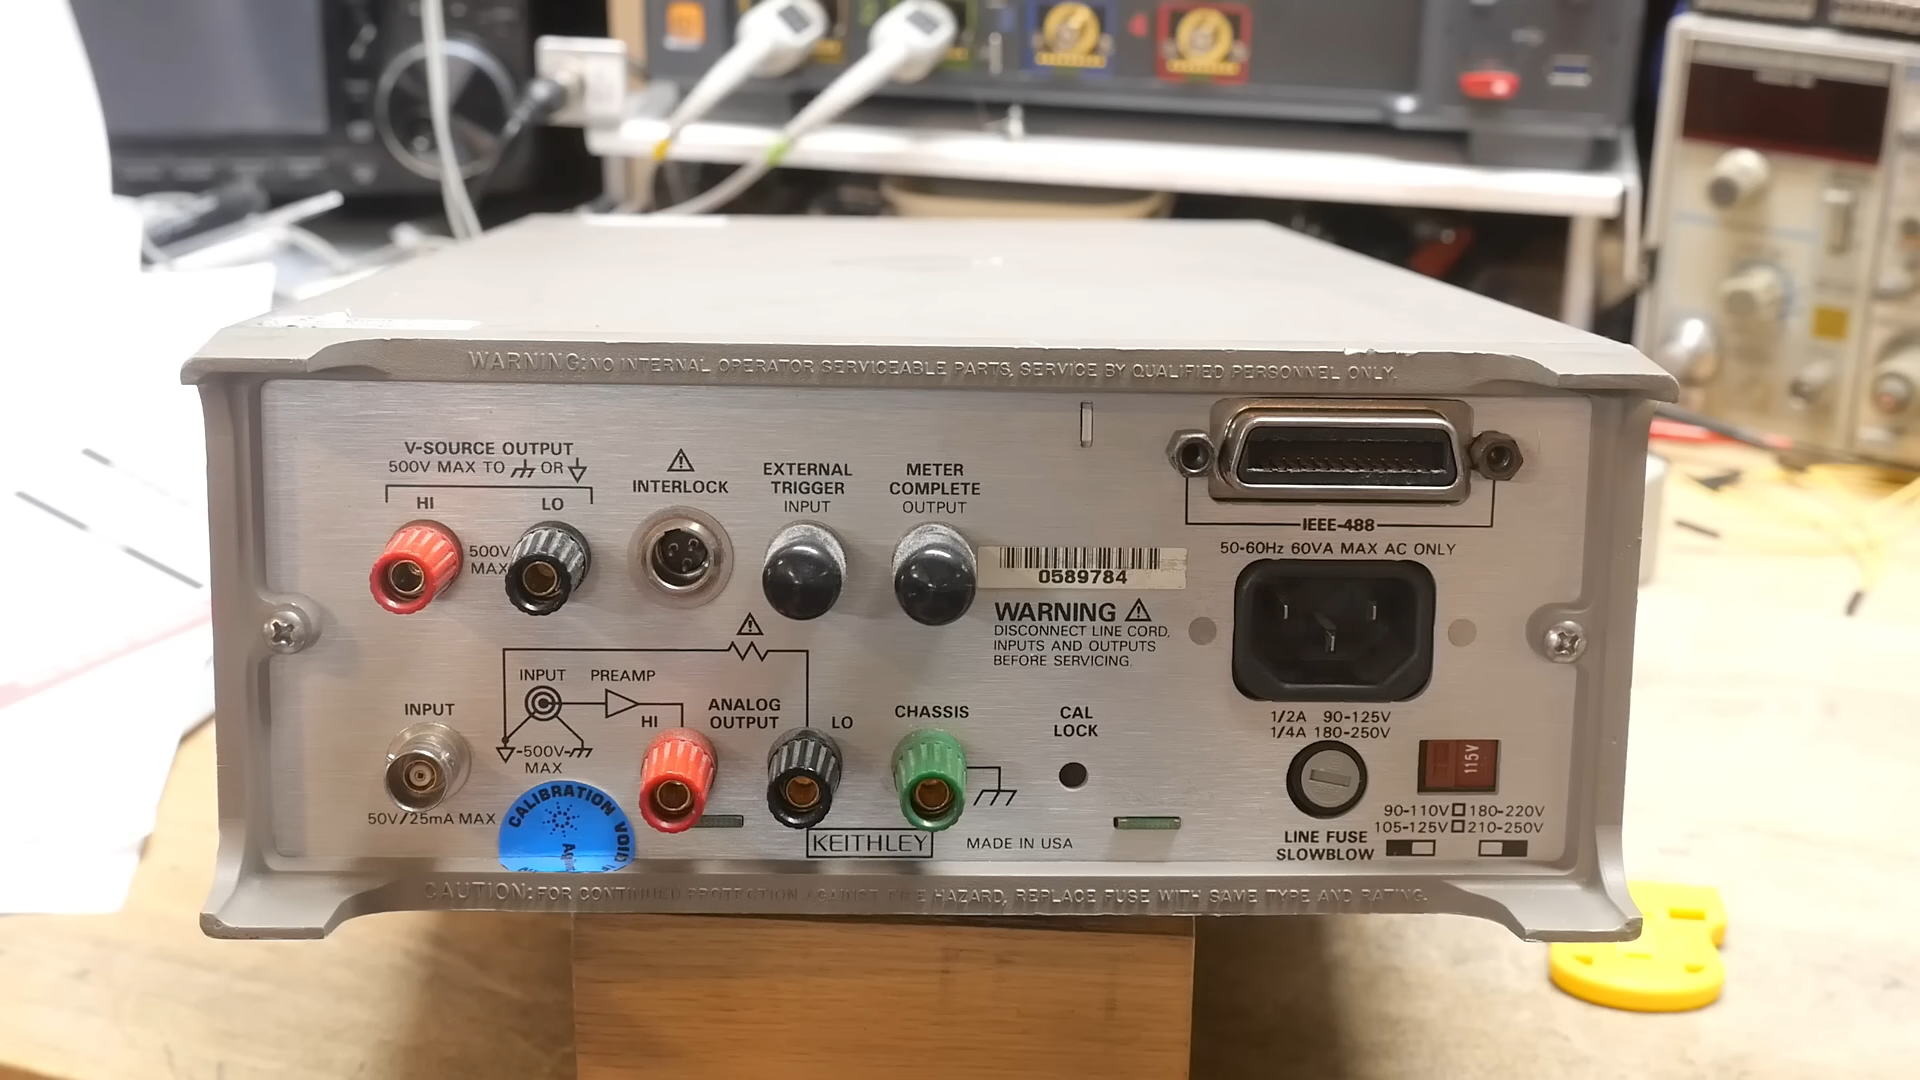 WARNING: NO INTERNAL OPERATOR SERVICEABLE PARTS, SERVICE BY QUALIFIED PERSONNEL ONLY.
V-SOURCE OUTPUT
500V MAX TO OR
HI
LO
500V
MAX
INTERLOCK
EXTERNAL
TRIGGER
INPUT
METER
COMPLETE
OUTPUT
IEEE-488
50-60Hz 60VA MAX AC ONLY
0589784
WARNING
DISCONNECT LINE CORD,
INPUTS AND OUTPUTS
BEFORE SERVICING.
INPUT
PREAMP
INPUT
-500V-
MAX
50V/25mA MAX
HI
ANALOG
OUTPUT
LO
CHASSIS
CAL
LOCK
1/2A 90-125V
1/4A 180-250V
115V
90-110V 180-220V
105-125V 210-250V
LINE FUSE
SLOWBLOW
CALIBRATION VOID
KEITHLEY
MADE IN USA
CAUTION: FOR CONTINUED PROTECTION AGAINST FIRE HAZARD, REPLACE FUSE WITH SAME TYPE AND RATING.